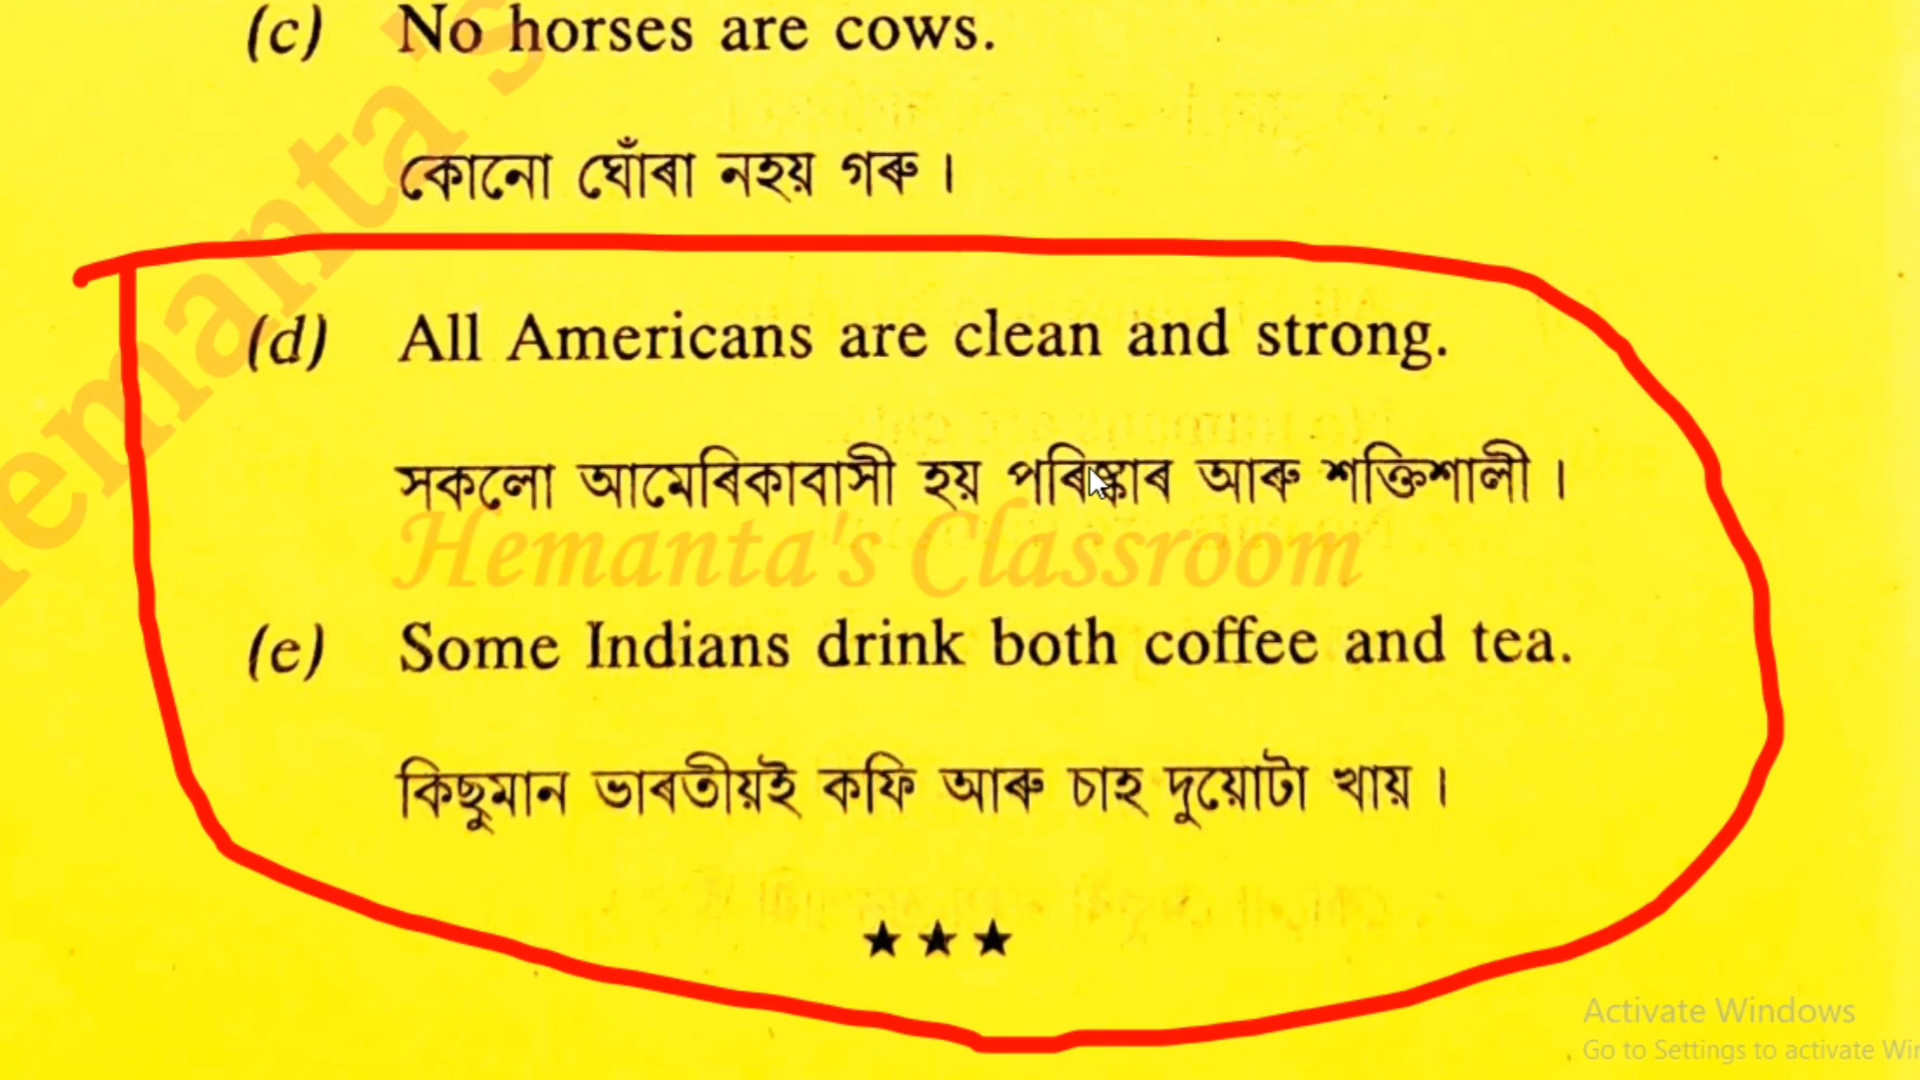 (c) No horses are cows.
কোনো ঘোঁৰা নহয় গৰু ।
(d) All Americans are clean and strong.
সকলো আমেৰিকাবাসী হয় পৰিষ্কাৰ আৰু শক্তিশালী ।
Hemanta's Classroom
(e) Some Indians drink both coffee and tea.
কিছুমান ভাৰতীয়ই কফি আৰু চাহ দুয়োটা খায় ।
★ ★ ★
Hemanta's
Activate Windows
Go to Settings to activate